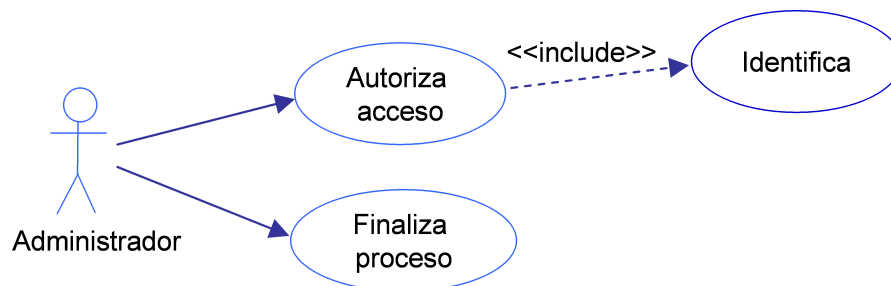 <<include>>
Identifica
Autoriza
acceso
Administrador
Finaliza
proceso